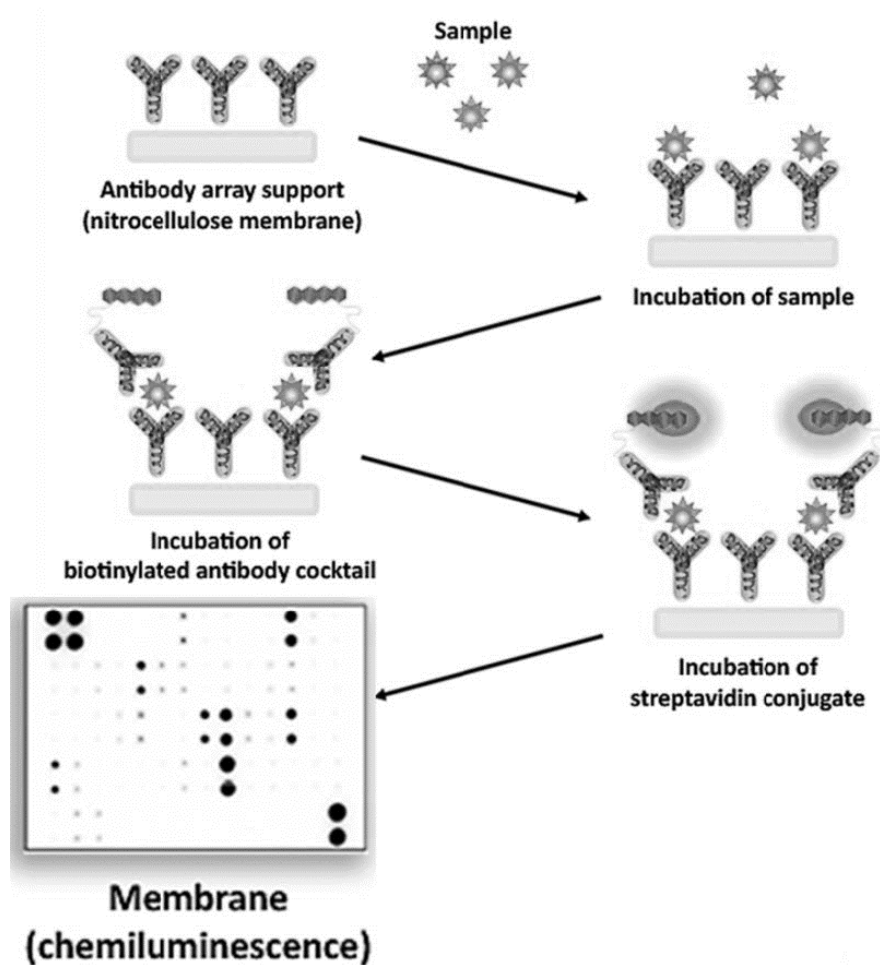 Sample
Antibody array support
(nitrocellulose membrane)
Incubation of sample
Incubation of
biotinylated antibody cocktail
Incubation of
streptavidin conjugate
Membrane
(chemiluminescence)